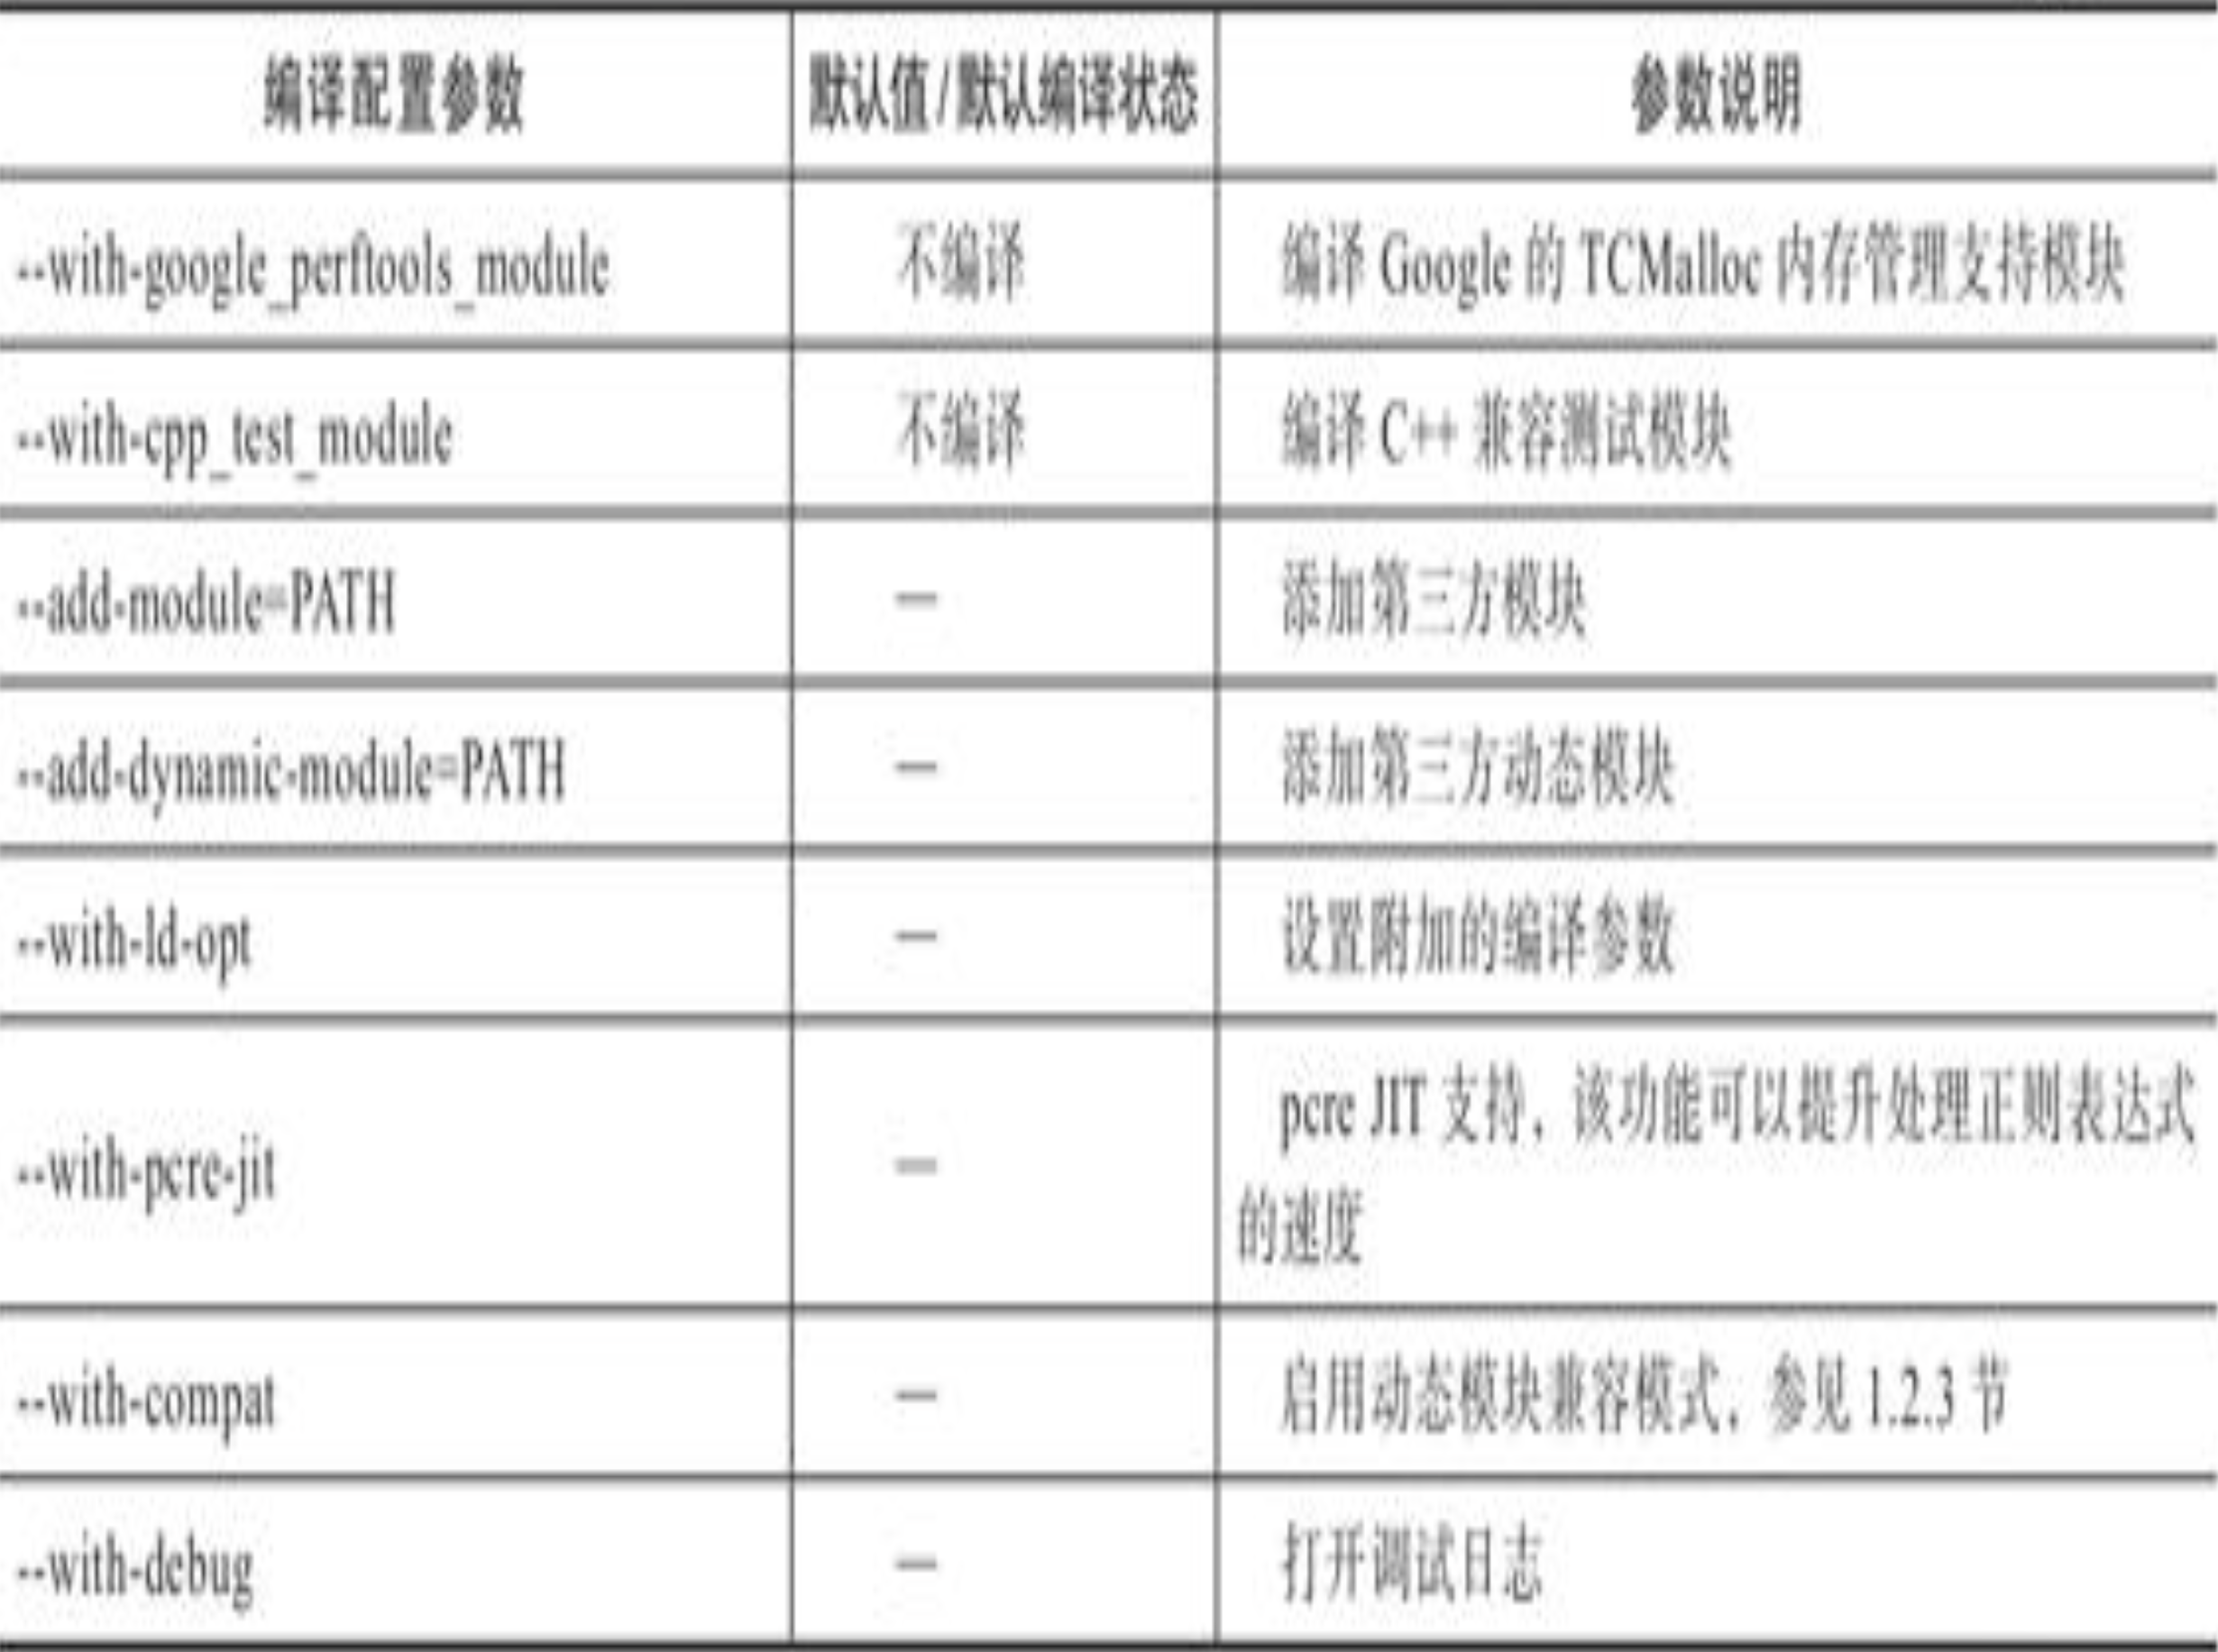 编译配置参数 默认值/默认编译状态 参数说明
--with-google_perftools_module 不编译 编译 Google 的 TCMalloc 内存管理支持模块
--with-cpp_test_module 不编译 编译 C++ 兼容测试模块
--add-module=PATH — 添加第三方模块
--add-dynamic-module=PATH — 添加第三方动态模块
--with-ld-opt — 设置附加的编译参数
--with-pcre-jit — pcre JIT 支持，该功能可以提升处理正则表达式
的速度
--with-compat — 启用动态模块兼容模式，参见 1.2.3 节
--with-debug — 打开调试日志